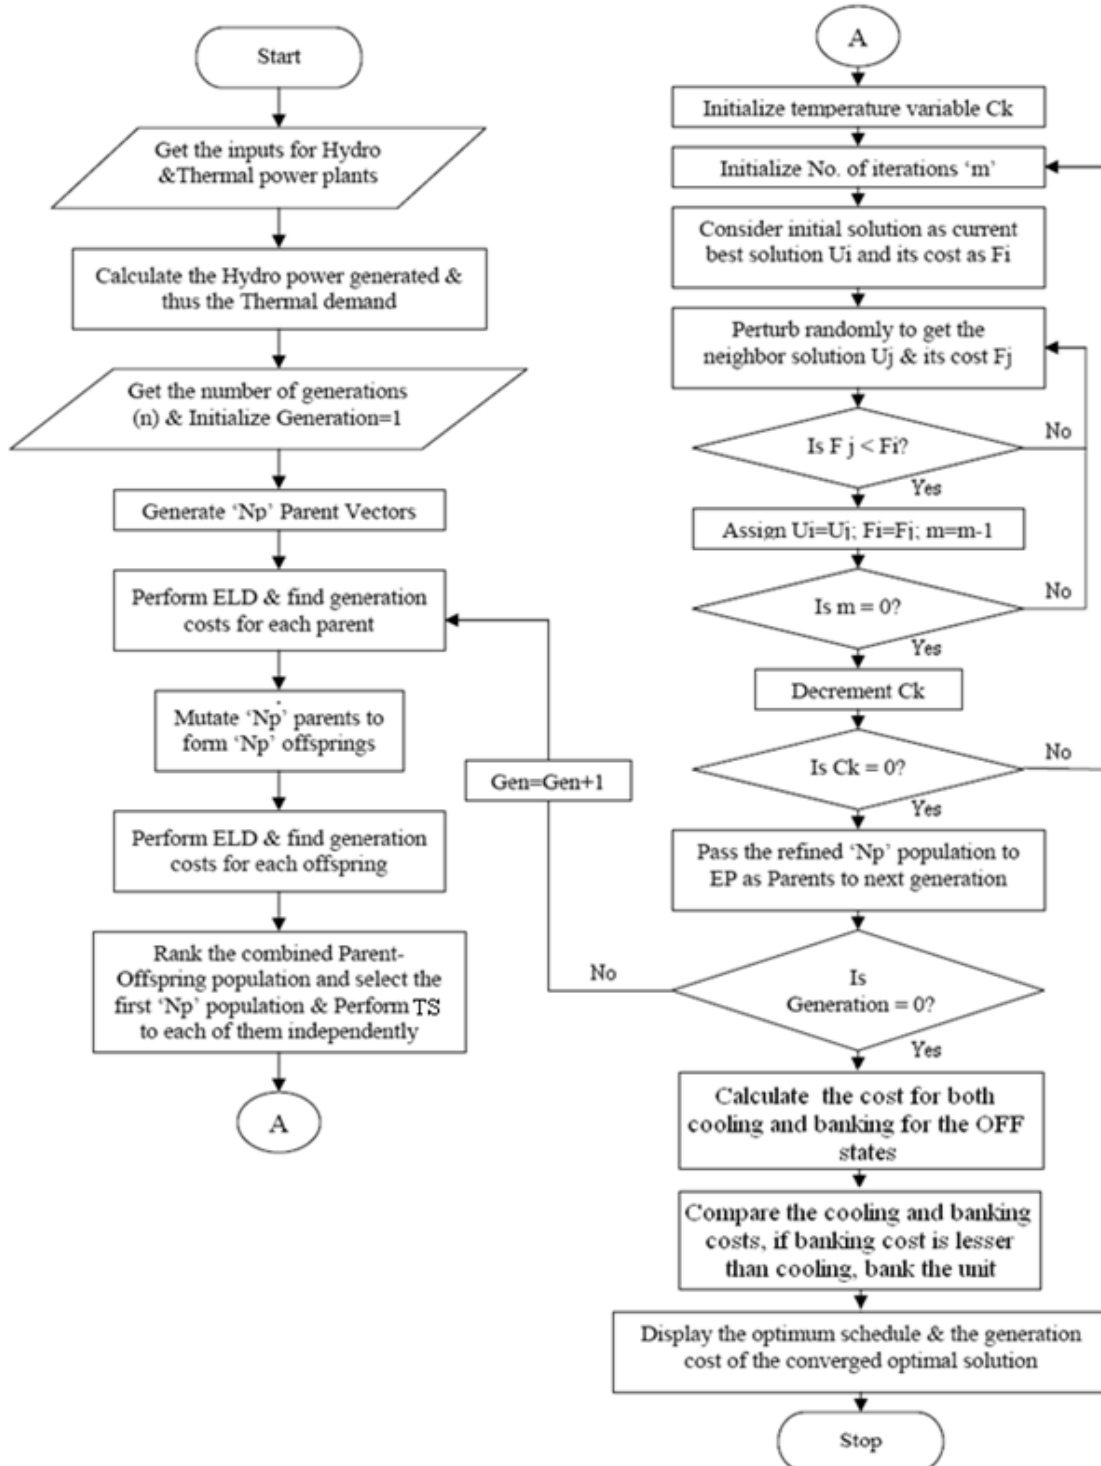 Start
Get the inputs for Hydro
&Thermal power plants
Calculate the Hydro power generated &
thus the Thermal demand
Get the number of generations
(n) & Initialize Generation=1
Generate ‘Np’ Parent Vectors
Perform ELD & find generation
costs for each parent
Mutate ‘Np’ parents to
form ‘Np’ offsprings
Gen=Gen+1
Perform ELD & find generation
costs for each offspring
Rank the combined Parent-
Offspring population and select the
first ‘Np’ population & Perform TS
to each of them independently
A
A
Initialize temperature variable Ck
Initialize No. of iterations ‘m’
Consider initial solution as current
best solution Ui and its cost as Fi
Perturb randomly to get the
neighbor solution Uj & its cost Fj
Is F j < Fi?
No
Yes
Assign Ui=Uj; Fi=Fj; m=m-1
Is m = 0?
No
Yes
Decrement Ck
Is Ck = 0?
No
Yes
Pass the refined ‘Np’ population to
EP as Parents to next generation
Is
Generation = 0?
No
Yes
Calculate the cost for both
cooling and banking for the OFF
states
Compare the cooling and banking
costs, if banking cost is lesser
than cooling, bank the unit
Display the optimum schedule & the generation
cost of the converged optimal solution
Stop